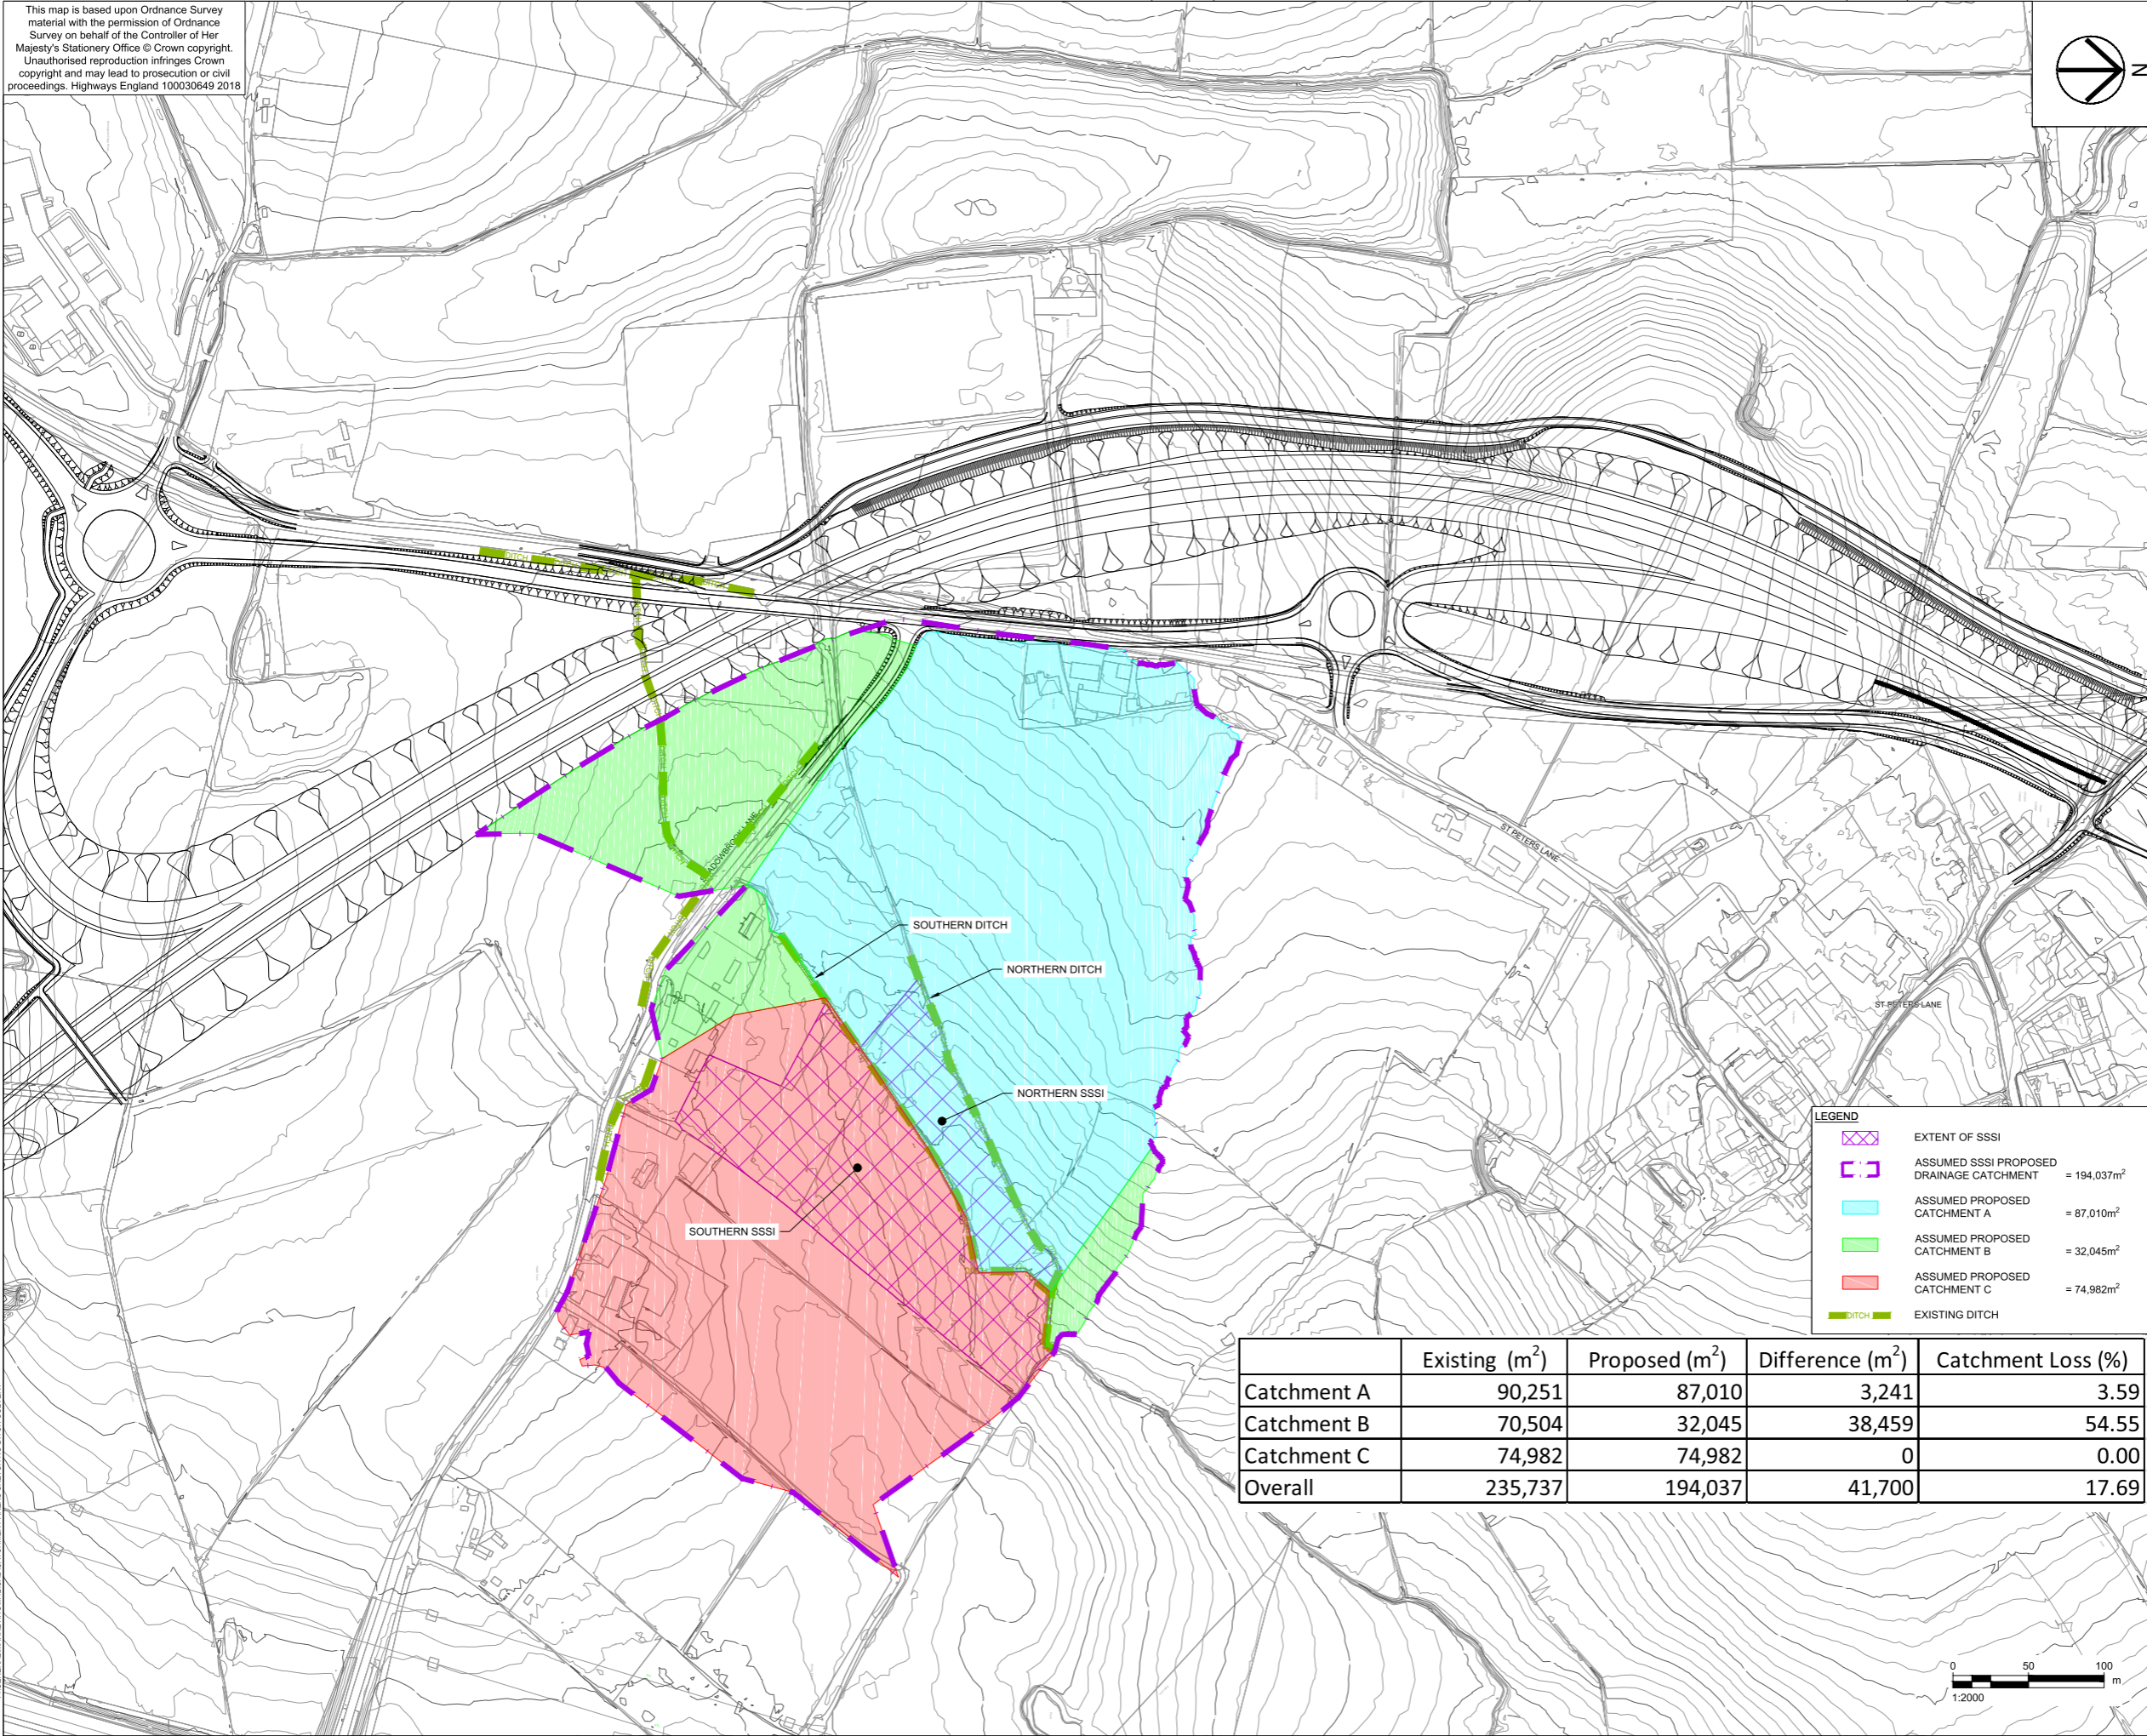 This map is based upon Ordnance Survey
material with the permission of Ordnance
Survey on behalf of the Controller of Her
Majesty's Stationery Office © Crown copyright.
Unauthorised reproduction infringes Crown
copyright and may lead to prosecution or civil
proceedings. Highways England 100030649 2018
N
DITCH
ST PETERS LANE
SOUTHERN DITCH
NORTHERN DITCH
ST PETERS LANE
NORTHERN SSSI
SOUTHERN SSSI
LEGEND
EXTENT OF SSSI
ASSUMED SSSI PROPOSED
DRAINAGE CATCHMENT = 194,037m²
ASSUMED PROPOSED
CATCHMENT A = 87,010m²
ASSUMED PROPOSED
CATCHMENT B = 32,045m²
ASSUMED PROPOSED
CATCHMENT C = 74,982m²
DITCH EXISTING DITCH
Existing (m²) Proposed (m²) Difference (m²) Catchment Loss (%)
Catchment A 90,251 87,010 3,241 3.59
Catchment B 70,504 32,045 38,459 54.55
Catchment C 74,982 74,982 0 0.00
Overall 235,737 194,037 41,700 17.69
0 50 100
m
1:2000